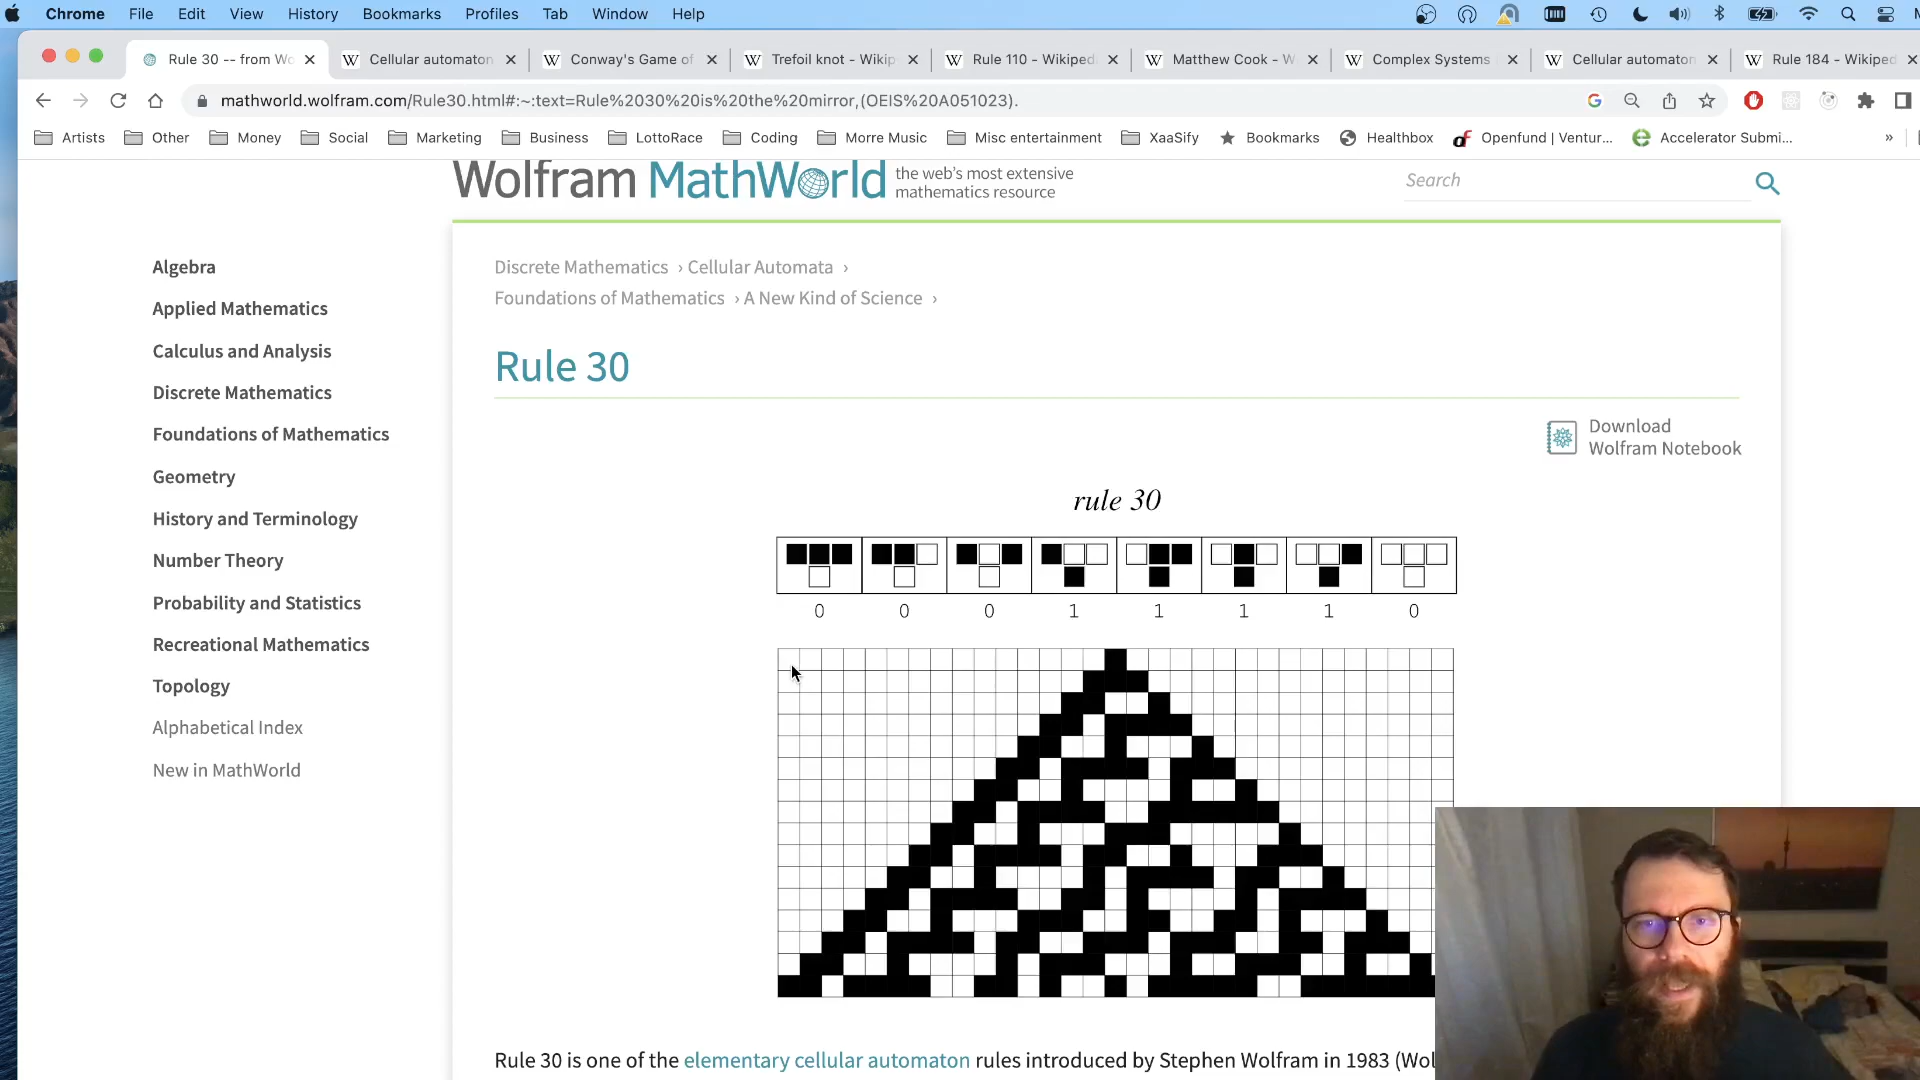 Chrome File Edit View History Bookmarks Profiles Tab Window Help
Rule 30 -- from Wo Cellular automaton Conway's Game of Trefoil knot - Wikip Rule 110 - Wikiped Matthew Cook - W Complex Systems Cellular automaton Rule 184 - Wikiped
mathworld.wolfram.com/Rule30.html#:~:text=Rule%2030%20is%20the%20mirror,(OEIS%20A051023).
Artists Other Money Social Marketing Business LottoRace Coding Morre Music Misc entertainment XaaSify Bookmarks Healthbox Openfund | Ventur... Accelerator Submi... »
Wolfram MathWorld the web's most extensive
mathematics resource
Search
Algebra
Applied Mathematics
Calculus and Analysis
Discrete Mathematics
Foundations of Mathematics
Geometry
History and Terminology
Number Theory
Probability and Statistics
Recreational Mathematics
Topology
Alphabetical Index
New in MathWorld
Discrete Mathematics › Cellular Automata ›
Foundations of Mathematics › A New Kind of Science ›
Rule 30
Download
Wolfram Notebook
rule 30
0 0 0 1 1 1 1 0
Rule 30 is one of the elementary cellular automaton rules introduced by Stephen Wolfram in 1983 (Wol